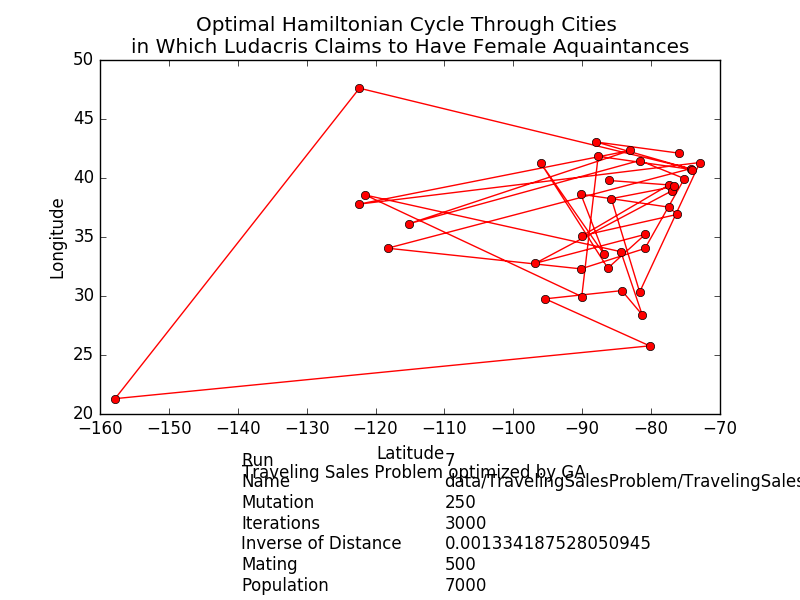 Optimal Hamiltonian Cycle Through Cities
in Which Ludacris Claims to Have Female Aquaintances
50
45
40
35
30
25
20
Longitude
−160 −150 −140 −130 −120 −110 −100 −90 −80 −70
Latitude
Run 7
Traveling Sales Problem optimized by GA
Name data/TravelingSalesProblem/TravelingSales
Mutation 250
Iterations 3000
Inverse of Distance 0.001334187528050945
Mating 500
Population 7000